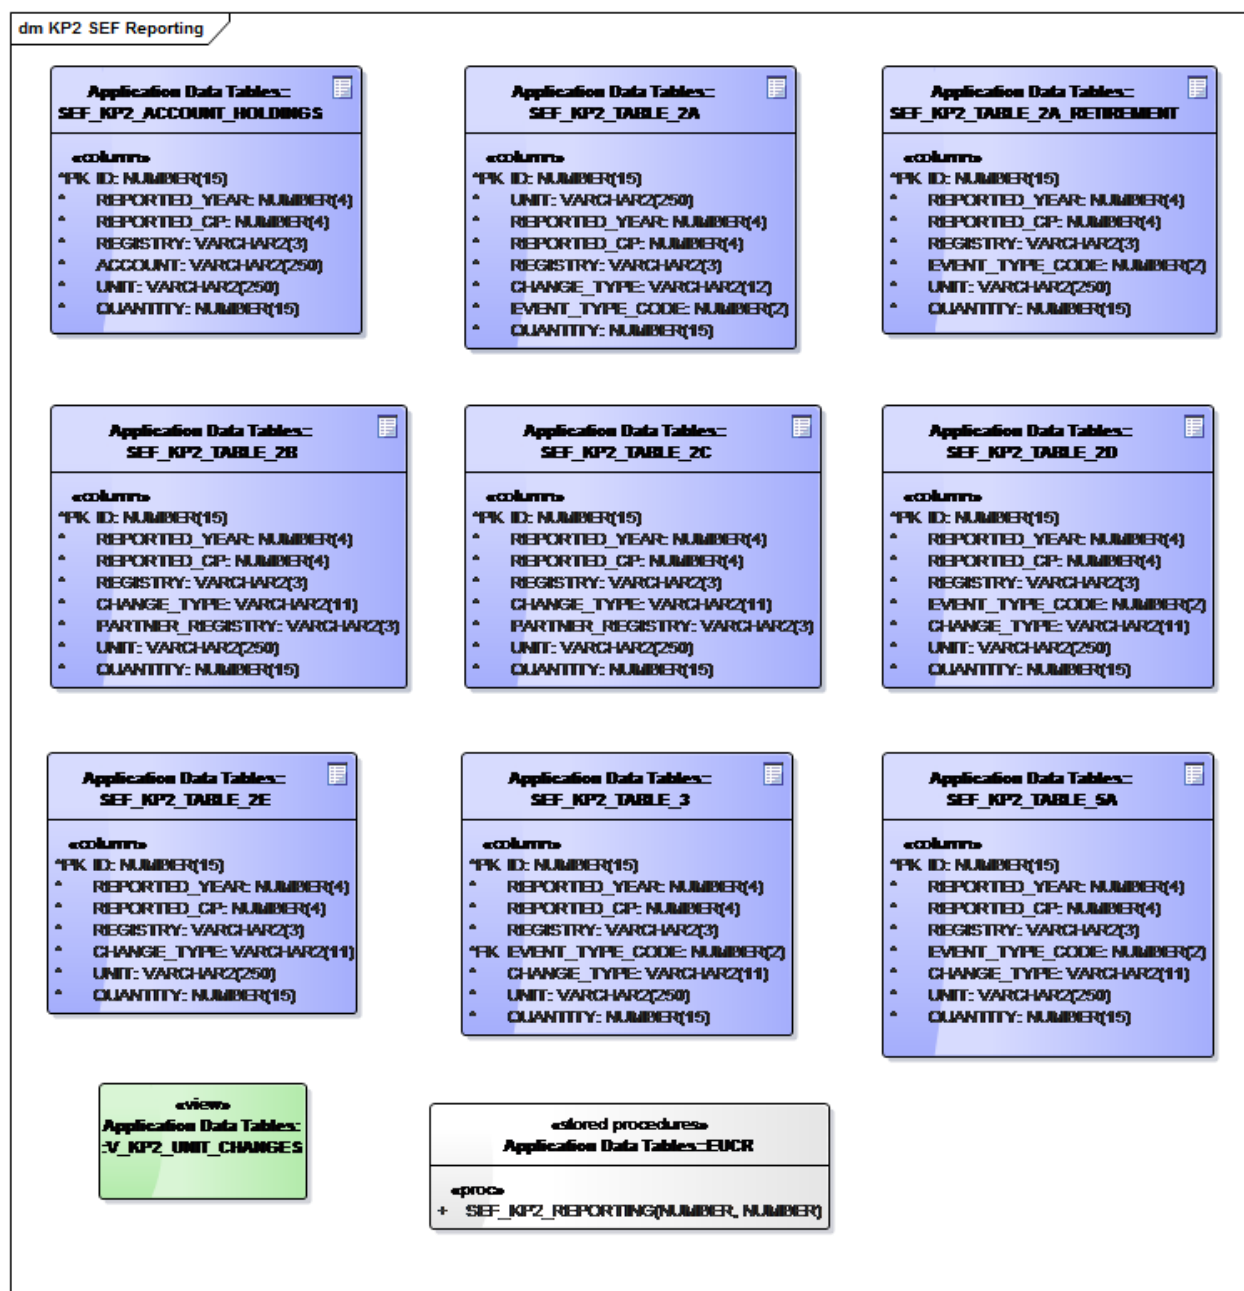 dm KP2 SEF Reporting
Application Data Tables::
SEF_KP2_ACCOUNT_HOLDINGS
«column»
*PK ID: NUMBER(15)
* REPORTED_YEAR: NUMBER(4)
* REPORTED_CP: NUMBER(4)
* REGISTRY: VARCHAR2(3)
* ACCOUNT: VARCHAR2(250)
* UNIT: VARCHAR2(250)
* QUANTITY: NUMBER(15)
Application Data Tables::
SEF_KP2_TABLE_2A
«column»
*PK ID: NUMBER(15)
* UNIT: VARCHAR2(250)
* REPORTED_YEAR: NUMBER(4)
* REPORTED_CP: NUMBER(4)
* REGISTRY: VARCHAR2(3)
* CHANGE_TYPE: VARCHAR2(12)
* EVENT_TYPE_CODE: NUMBER(2)
* QUANTITY: NUMBER(15)
Application Data Tables::
SEF_KP2_TABLE_2A_RETIREMENT
«column»
*PK ID: NUMBER(15)
* REPORTED_YEAR: NUMBER(4)
* REPORTED_CP: NUMBER(4)
* REGISTRY: VARCHAR2(3)
* EVENT_TYPE_CODE: NUMBER(2)
* UNIT: VARCHAR2(250)
* QUANTITY: NUMBER(15)
Application Data Tables::
SEF_KP2_TABLE_2B
«column»
*PK ID: NUMBER(15)
* REPORTED_YEAR: NUMBER(4)
* REPORTED_CP: NUMBER(4)
* REGISTRY: VARCHAR2(3)
* CHANGE_TYPE: VARCHAR2(11)
* PARTNER_REGISTRY: VARCHAR2(3)
* UNIT: VARCHAR2(250)
* QUANTITY: NUMBER(15)
Application Data Tables::
SEF_KP2_TABLE_2C
«column»
*PK ID: NUMBER(15)
* REPORTED_YEAR: NUMBER(4)
* REPORTED_CP: NUMBER(4)
* REGISTRY: VARCHAR2(3)
* CHANGE_TYPE: VARCHAR2(11)
* PARTNER_REGISTRY: VARCHAR2(3)
* UNIT: VARCHAR2(250)
* QUANTITY: NUMBER(15)
Application Data Tables::
SEF_KP2_TABLE_2D
«column»
*PK ID: NUMBER(15)
* REPORTED_YEAR: NUMBER(4)
* REPORTED_CP: NUMBER(4)
* REGISTRY: VARCHAR2(3)
* EVENT_TYPE_CODE: NUMBER(2)
* CHANGE_TYPE: VARCHAR2(11)
* UNIT: VARCHAR2(250)
* QUANTITY: NUMBER(15)
Application Data Tables::
SEF_KP2_TABLE_2E
«column»
*PK ID: NUMBER(15)
* REPORTED_YEAR: NUMBER(4)
* REPORTED_CP: NUMBER(4)
* REGISTRY: VARCHAR2(3)
* CHANGE_TYPE: VARCHAR2(11)
* UNIT: VARCHAR2(250)
* QUANTITY: NUMBER(15)
Application Data Tables::
SEF_KP2_TABLE_3
«column»
*PK ID: NUMBER(15)
* REPORTED_YEAR: NUMBER(4)
* REPORTED_CP: NUMBER(4)
* REGISTRY: VARCHAR2(3)
*FK EVENT_TYPE_CODE: NUMBER(2)
* CHANGE_TYPE: VARCHAR2(11)
* UNIT: VARCHAR2(250)
* QUANTITY: NUMBER(15)
Application Data Tables::
SEF_KP2_TABLE_5A
«column»
*PK ID: NUMBER(15)
* REPORTED_YEAR: NUMBER(4)
* REPORTED_CP: NUMBER(4)
* REGISTRY: VARCHAR2(3)
* EVENT_TYPE_CODE: NUMBER(2)
* CHANGE_TYPE: VARCHAR2(11)
* UNIT: VARCHAR2(250)
* QUANTITY: NUMBER(15)
«view»
Application Data Tables:
:V_KP2_UNIT_CHANGES
«stored procedures»
Application Data Tables::EUCR
«proc»
+ SEF_KP2_REPORTING(NUMBER, NUMBER)